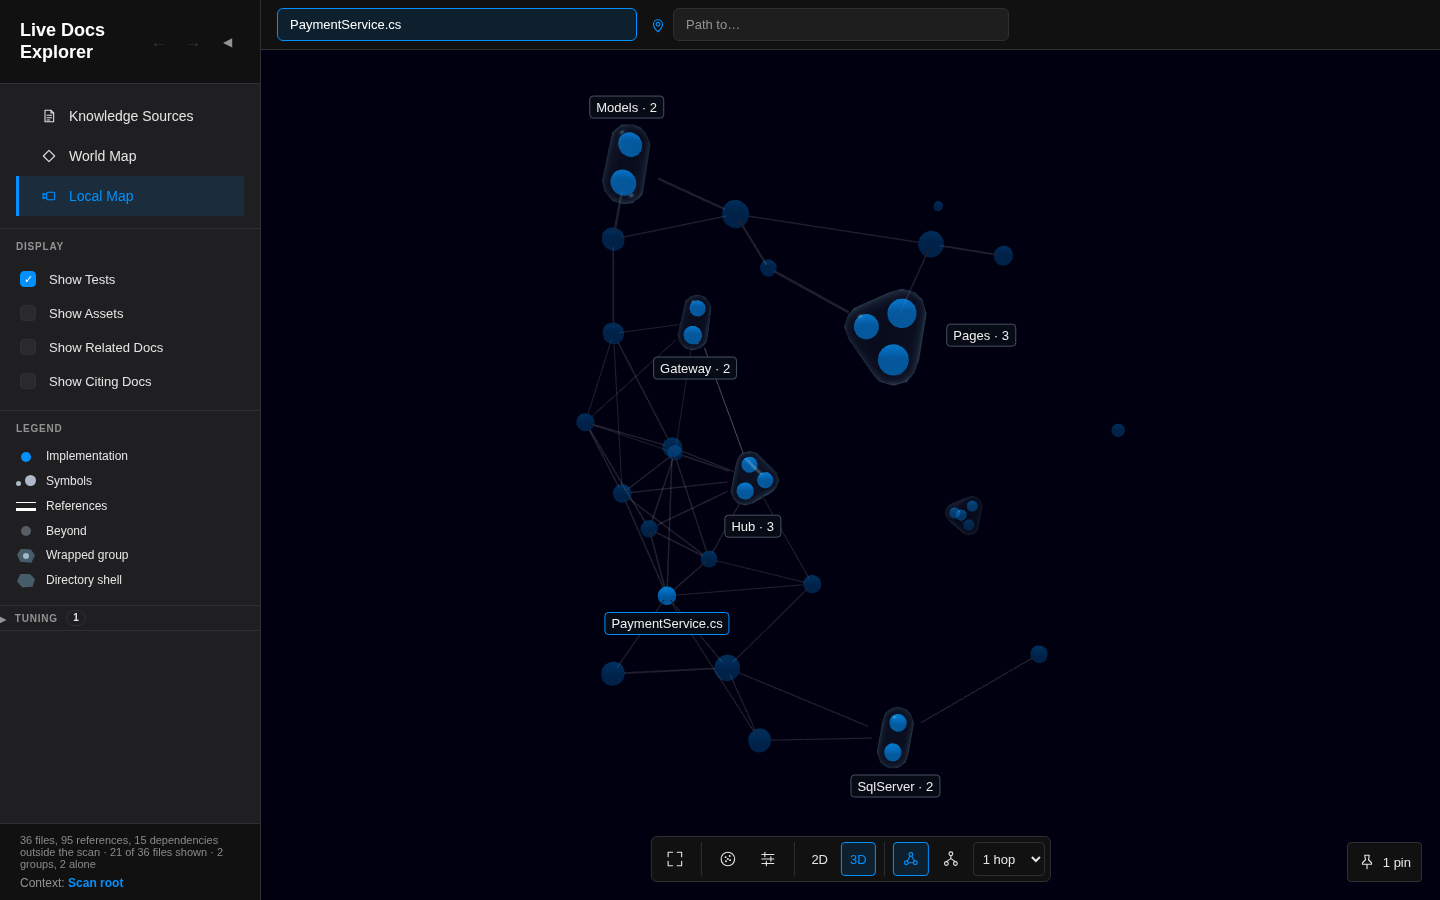 Live Docs
Explorer
PaymentService.cs
Path to…
Knowledge Sources
World Map
Local Map
DISPLAY
Show Tests
Show Assets
Show Related Docs
Show Citing Docs
LEGEND
Implementation
Symbols
References
Beyond
Wrapped group
Directory shell
TUNING 1
36 files, 95 references, 15 dependencies
outside the scan · 21 of 36 files shown · 2
groups, 2 alone
Context: Scan root
Models · 2
Pages · 3
Gateway · 2
Hub · 3
PaymentService.cs
SqlServer · 2
2D
3D
1 hop
1 pin